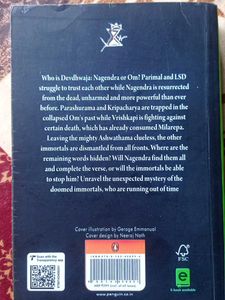 Who is Devdhwaja: Nagendra or Om? Parimal and LSD
struggle to trust each other while Nagendra is resurrected
from the dead, unharmed and more powerful than ever
before. Parashurama and Kripacharya are trapped in the
collapsed Om's past while Vrishkapi is fighting against
certain death, which has already consumed Milarepa.
Leaving the mighty Ashwathama clueless, the other
immortals are dismantled from all fronts. Where are the
remaining words hidden? Will Nagendra find them all
and complete the verse, or will the immortals be able
to stop him? Unravel the unexpected mystery of the
doomed immortals, who are running out of time
Cover illustration by George Emmanual
Cover design by Neeraj Nath
FSC
www.penguin.co.in